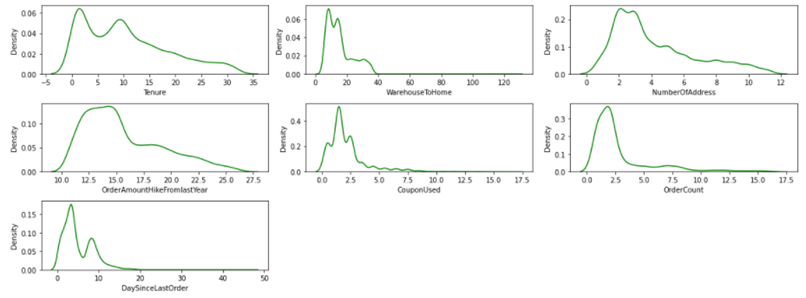 Density
0.06
0.04
0.02
0.00
−5 0 5 10 15 20 25 30 35
Tenure
Density
0.06
0.04
0.02
0.00
0 20 40 60 80 100 120
WarehouseToHome
Density
0.2
0.1
0.0
0 2 4 6 8 10 12
NumberOfAddress
Density
0.10
0.05
0.00
10.0 12.5 15.0 17.5 20.0 22.5 25.0 27.5
OrderAmountHikeFromlastYear
Density
0.4
0.2
0.0
0.0 2.5 5.0 7.5 10.0 12.5 15.0 17.5
CouponUsed
Density
0.3
0.2
0.1
0.0
0.0 2.5 5.0 7.5 10.0 12.5 15.0 17.5
OrderCount
Density
0.15
0.10
0.05
0.00
0 10 20 30 40 50
DaySinceLastOrder